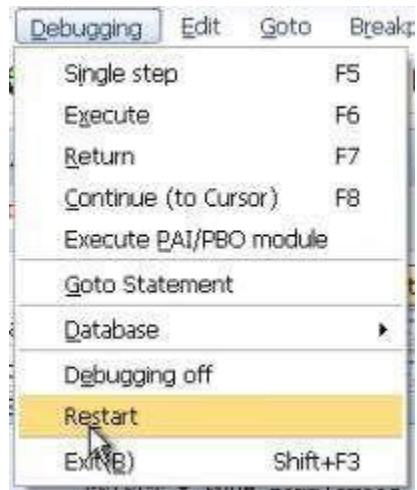 Debugging Edit Goto Breakp
Single step F5
Execute F6
Return F7
Continue (to Cursor) F8
Execute PAI/PBO module
Goto Statement
Database
Debugging off
Restart
Exit(B) Shift+F3